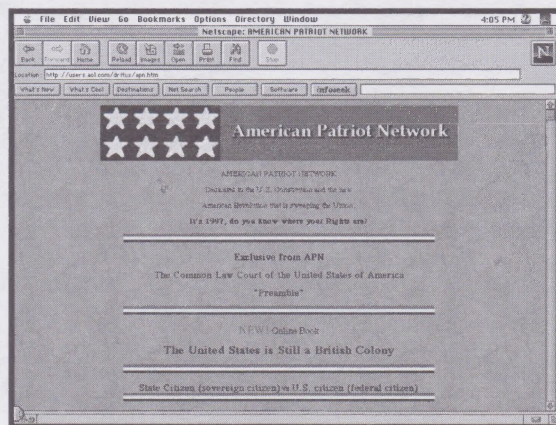 File Edit View Go Bookmarks Options Directory Window 4:05 PM
Netscape: AMERICAN PATRIOT NETWORK
Back Forward Home Reload Images Open Print Find Stop
Location: http://users.aol.com/
What's New What's Cool Destinations Net Search People Software infoseek
American Patriot Network
AMERICAN PATRIOT NETWORK
Dedicated to the U.S. Constitution and the new
American Revolution that is sweeping the Union.
It's 1997, do you know where your Rights are?
Exclusive from APN
The Common Law Court of the United States of America
"Preamble"
NEW! Online Book
The United States is Still a British Colony
State Citizen (sovereign citizen) vs U.S. citizen (federal citizen)